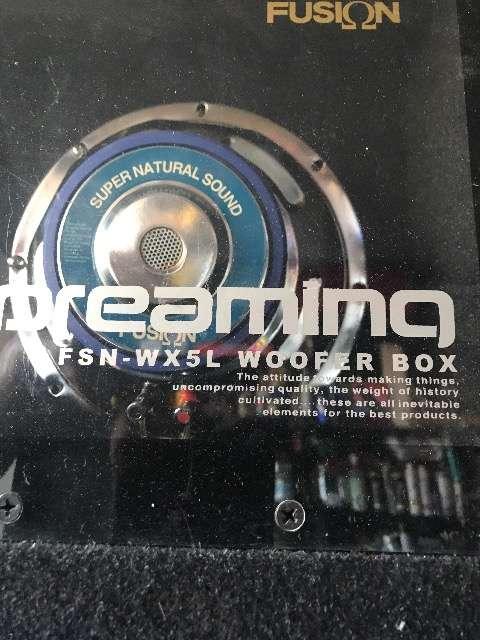 FUSION
SUPER NATURAL SOUND
Dreaming
FUSION
FSN-WX5L WOOFER BOX
The attitude towards making things,
uncompromising quality, the weight of history
cultivated....these are all inevitable
elements for the best products.